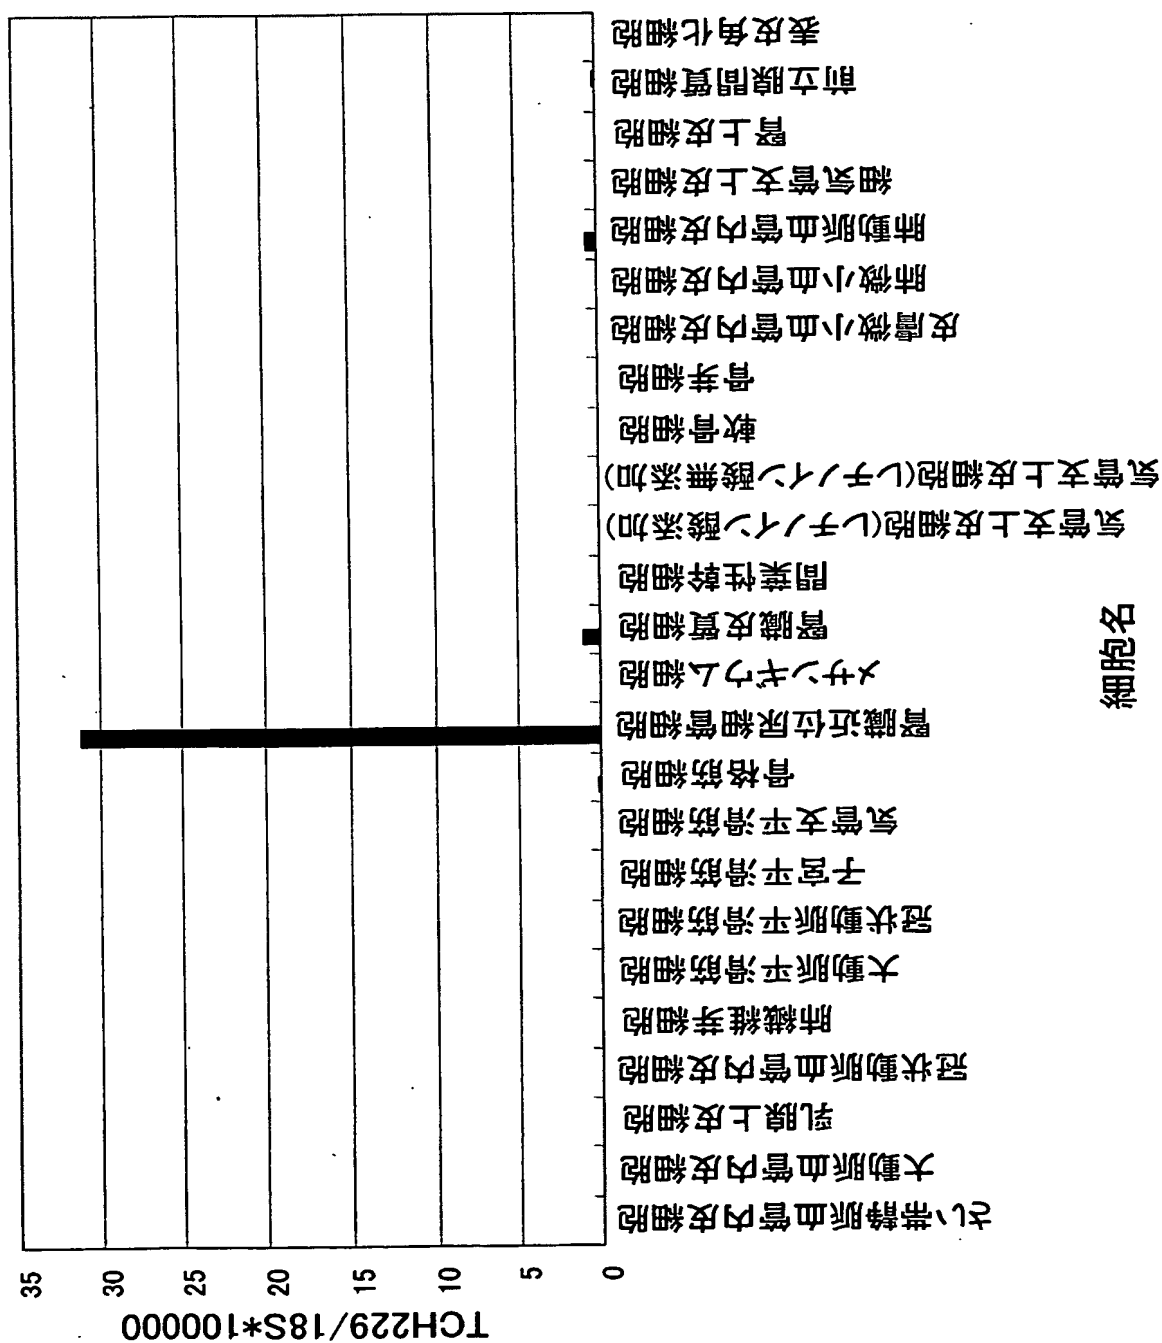 TCH229/18S*100000
35
30
25
20
15
10
5
0
さい帯静脈血管内皮細胞
大動脈血管内皮細胞
乳腺上皮細胞
冠状動脈血管内皮細胞
肺繊維芽細胞
大動脈平滑筋細胞
冠状動脈平滑筋細胞
子宮平滑筋細胞
気管支平滑筋細胞
骨格筋細胞
腎臓近位尿細管細胞
メサンギウム細胞
腎臓皮質細胞
間葉性幹細胞
気管支上皮細胞(レチノイン酸添加)
気管支上皮細胞(レチノイン酸無添加)
軟骨細胞
骨芽細胞
皮膚微小血管内皮細胞
肺微小血管内皮細胞
肺動脈血管内皮細胞
細気管支上皮細胞
腎上皮細胞
前立腺間質細胞
表皮角化細胞
細胞名